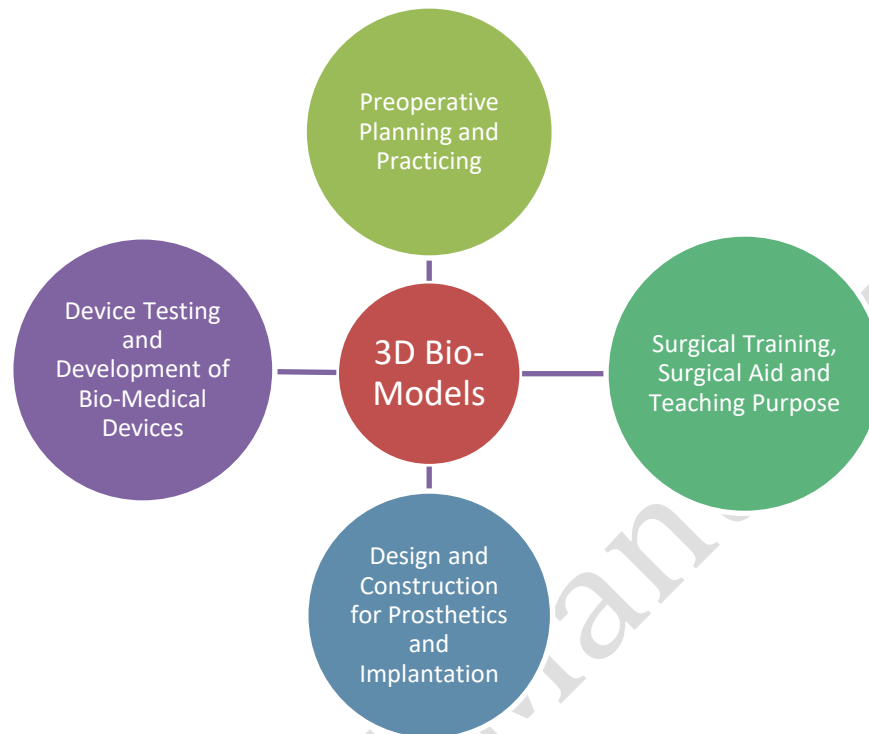 Preoperative
Planning and
Practicing
Device Testing
and
Development of
Bio-Medical
Devices
3D Bio-
Models
Surgical Training,
Surgical Aid and
Teaching Purpose
Design and
Construction
for Prosthetics
and
Implantation